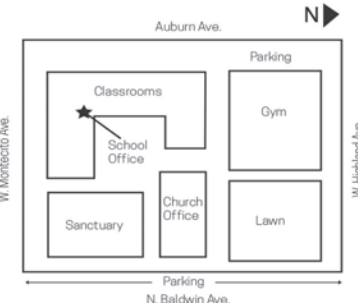 N
Auburn Ave.
Parking
Classrooms
Gym
School
Office
W. Montecito Ave.
W. Highland Ave.
Church
Office
Sanctuary
Lawn
Parking
N. Baldwin Ave.